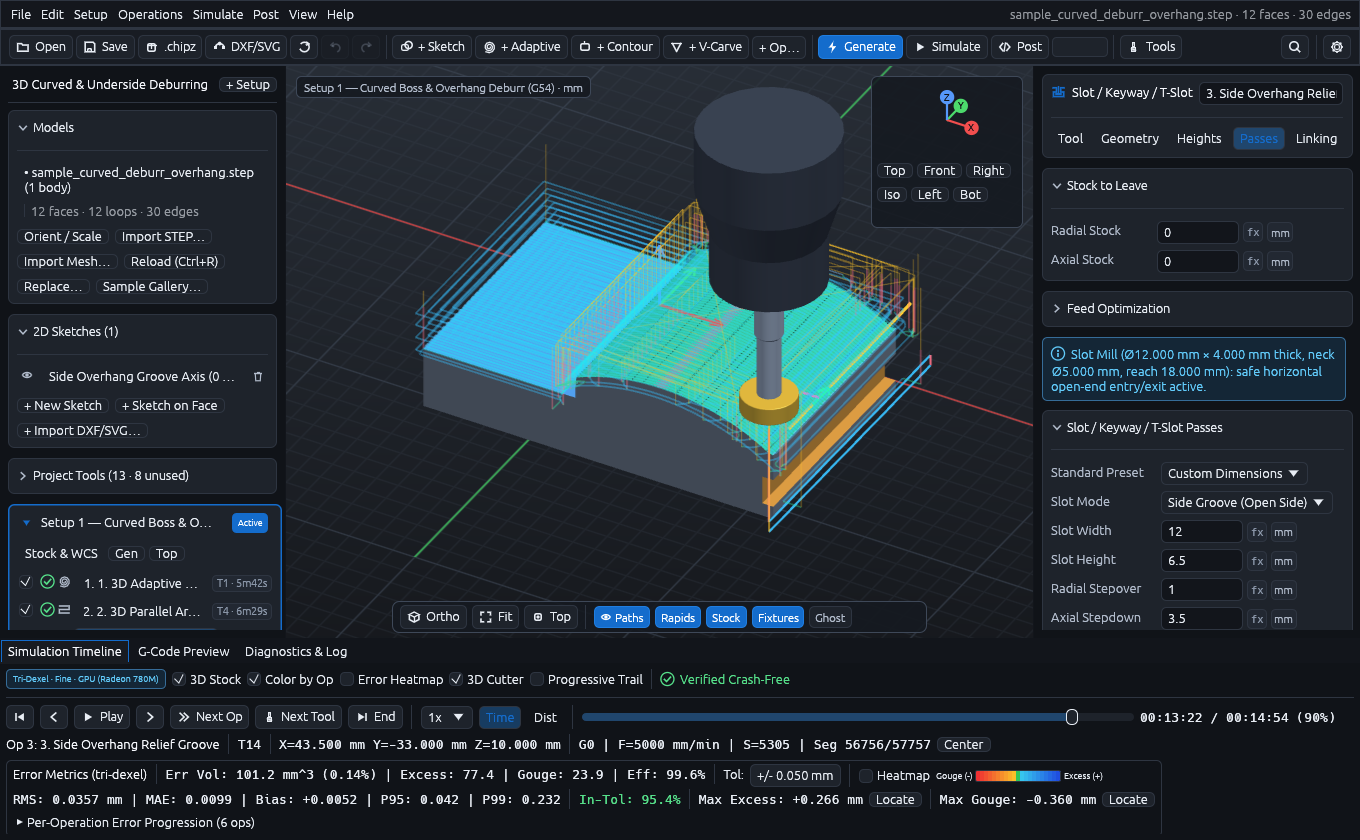 File Edit Setup Operations Simulate Post View Help
sample_curved_deburr_overhang.step · 12 faces · 30 edges
Open Save .chipz DXF/SVG + Sketch + Adaptive + Contour + V-Carve + Op... Generate Simulate Post Tools
3D Curved & Underside Deburring + Setup
Models
• sample_curved_deburr_overhang.step
(1 body)
12 faces · 12 loops · 30 edges
Orient / Scale Import STEP...
Import Mesh... Reload (Ctrl+R)
Replace... Sample Gallery...
2D Sketches (1)
Side Overhang Groove Axis (0 ...
+ New Sketch + Sketch on Face
+ Import DXF/SVG...
Project Tools (13 · 8 unused)
Setup 1 — Curved Boss & O... Active
Stock & WCS Gen Top
1. 1. 3D Adaptive ... T1 · 5m42s
2. 2. 3D Parallel Ar... T4 · 6m29s
Setup 1 — Curved Boss & Overhang Deburr (G54) · mm
Z
Y
X
Top Front Right
Iso Left Bot
Ortho Fit Top Paths Rapids Stock Fixtures Ghost
Slot / Keyway / T-Slot 3. Side Overhang Relie
Tool Geometry Heights Passes Linking
Stock to Leave
Radial Stock 0 fx mm
Axial Stock 0 fx mm
Feed Optimization
Slot Mill (Ø12.000 mm × 4.000 mm thick, neck
Ø5.000 mm, reach 18.000 mm): safe horizontal
open-end entry/exit active.
Slot / Keyway / T-Slot Passes
Standard Preset Custom Dimensions
Slot Mode Side Groove (Open Side)
Slot Width 12 fx mm
Slot Height 6.5 fx mm
Radial Stepover 1 fx mm
Axial Stepdown 3.5 fx mm
Simulation Timeline G-Code Preview Diagnostics & Log
Tri-Dexel · Fine · GPU (Radeon 780M) 3D Stock Color by Op Error Heatmap 3D Cutter Progressive Trail Verified Crash-Free
Play Next Op Next Tool End 1x Time Dist 00:13:22 / 00:14:54 (90%)
Op 3: 3. Side Overhang Relief Groove T14 X=43.500 mm Y=-33.000 mm Z=10.000 mm G0 | F=5000 mm/min | S=5305 | Seg 56756/57757 Center
Error Metrics (tri-dexel) Err Vol: 101.2 mm^3 (0.14%) | Excess: 77.4 | Gouge: 23.9 | Eff: 99.6% Tol: +/- 0.050 mm Heatmap Gouge (-) Excess (+)
RMS: 0.0357 mm | MAE: 0.0099 | Bias: +0.0052 | P95: 0.042 | P99: 0.232 In-Tol: 95.4% Max Excess: +0.266 mm Locate Max Gouge: -0.360 mm Locate
Per-Operation Error Progression (6 ops)